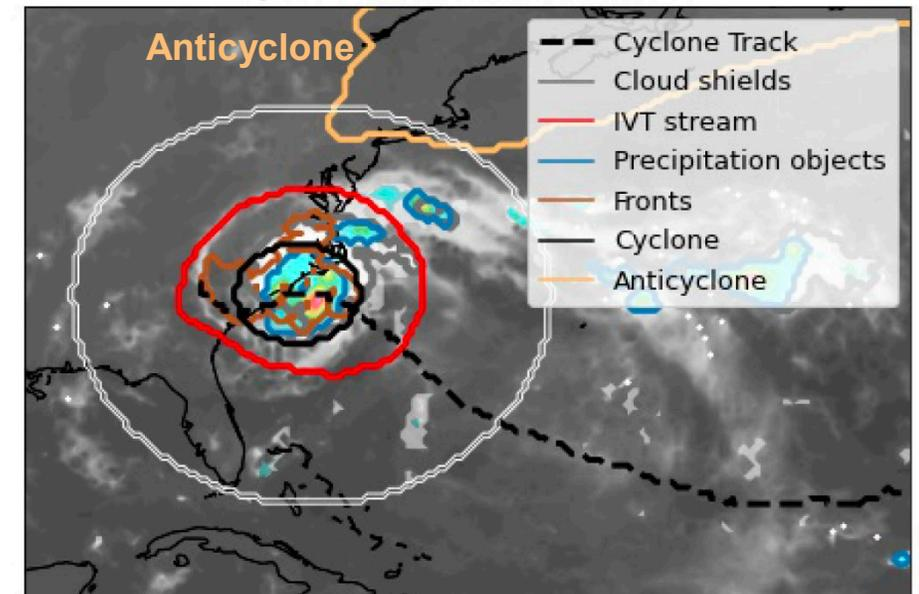 Anticyclone
Cyclone Track
Cloud shields
IVT stream
Precipitation objects
Fronts
Cyclone
Anticyclone